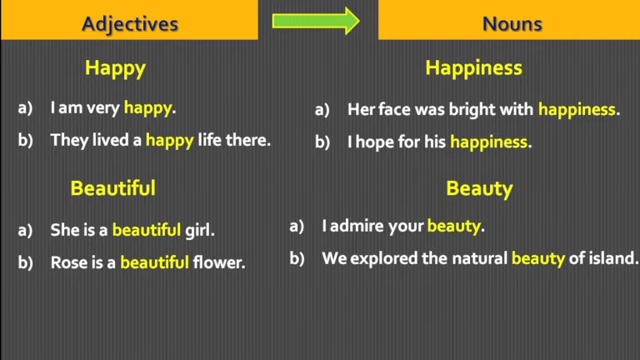 Adjectives
Nouns
Happy
a) I am very happy.
b) They lived a happy life there.
Happiness
a) Her face was bright with happiness.
b) I hope for his happiness.
Beautiful
a) She is a beautiful girl.
b) Rose is a beautiful flower.
Beauty
a) I admire your beauty.
b) We explored the natural beauty of island.